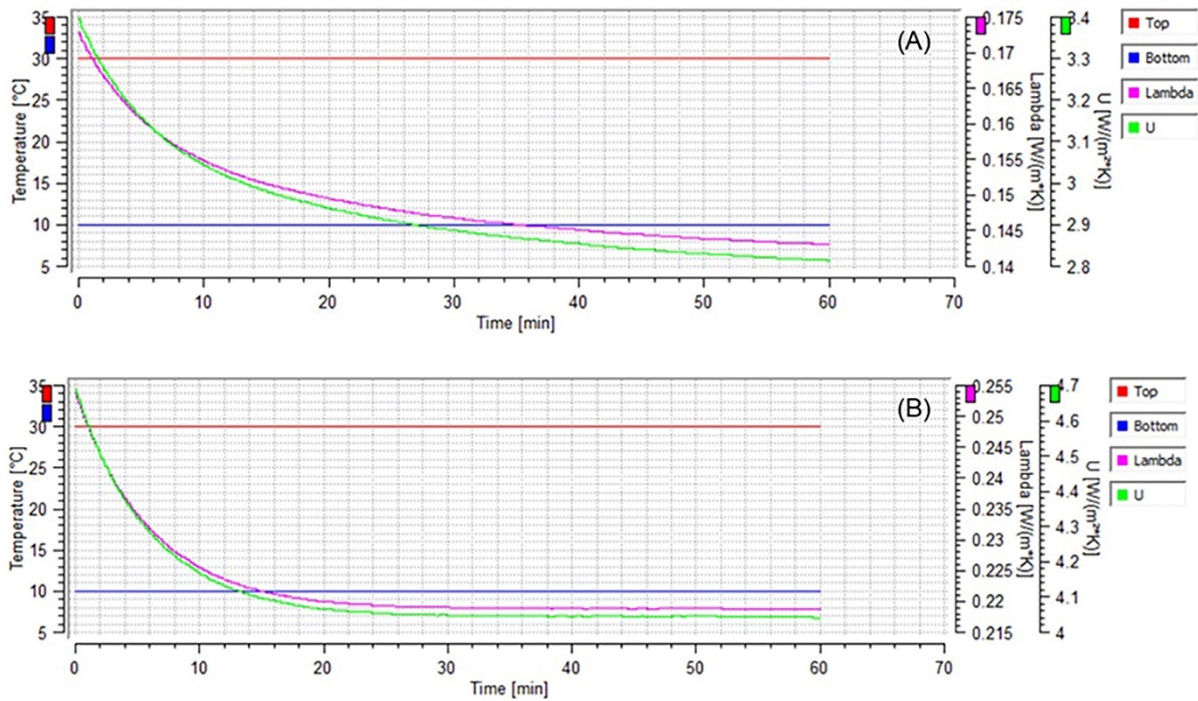 (A)
35
30
25
20
15
10
5
Temperature [°C]
0 10 20 30 40 50 60 70
Time [min]
0.175
0.17
0.165
0.16
0.155
0.15
0.145
0.14
Lambda [W/(m*K)]
3.4
3.3
3.2
3.1
3
2.9
2.8
U [W/(m²*K)]
Top
Bottom
Lambda
U
(B)
35
30
25
20
15
10
5
Temperature [°C]
0 10 20 30 40 50 60 70
Time [min]
0.255
0.25
0.245
0.24
0.235
0.23
0.225
0.22
0.215
Lambda [W/(m*K)]
4.7
4.6
4.5
4.4
4.3
4.2
4.1
4
U [W/(m²*K)]
Top
Bottom
Lambda
U